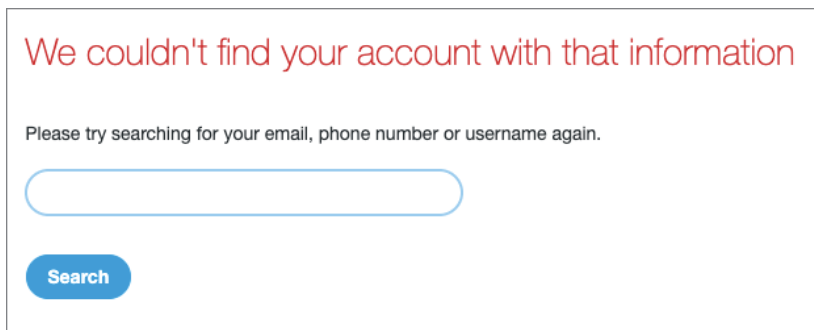 We couldn't find your account with that information
Please try searching for your email, phone number or username again.
Search